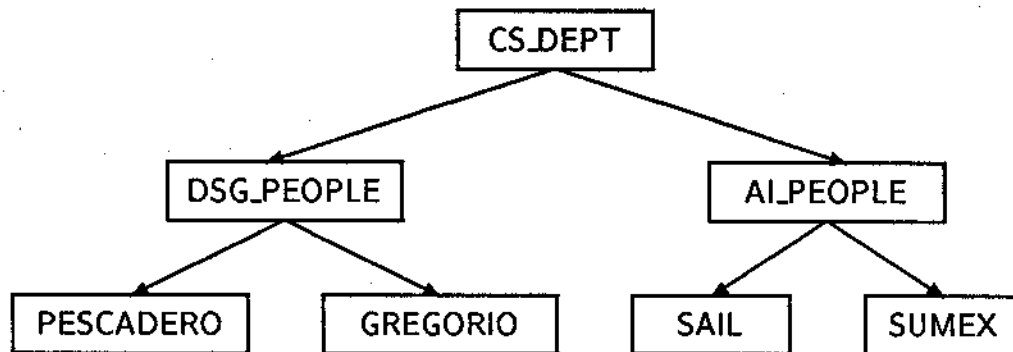 CS_DEPT
DSG_PEOPLE
AI_PEOPLE
PESCADERO
GREGORIO
SAIL
SUMEX